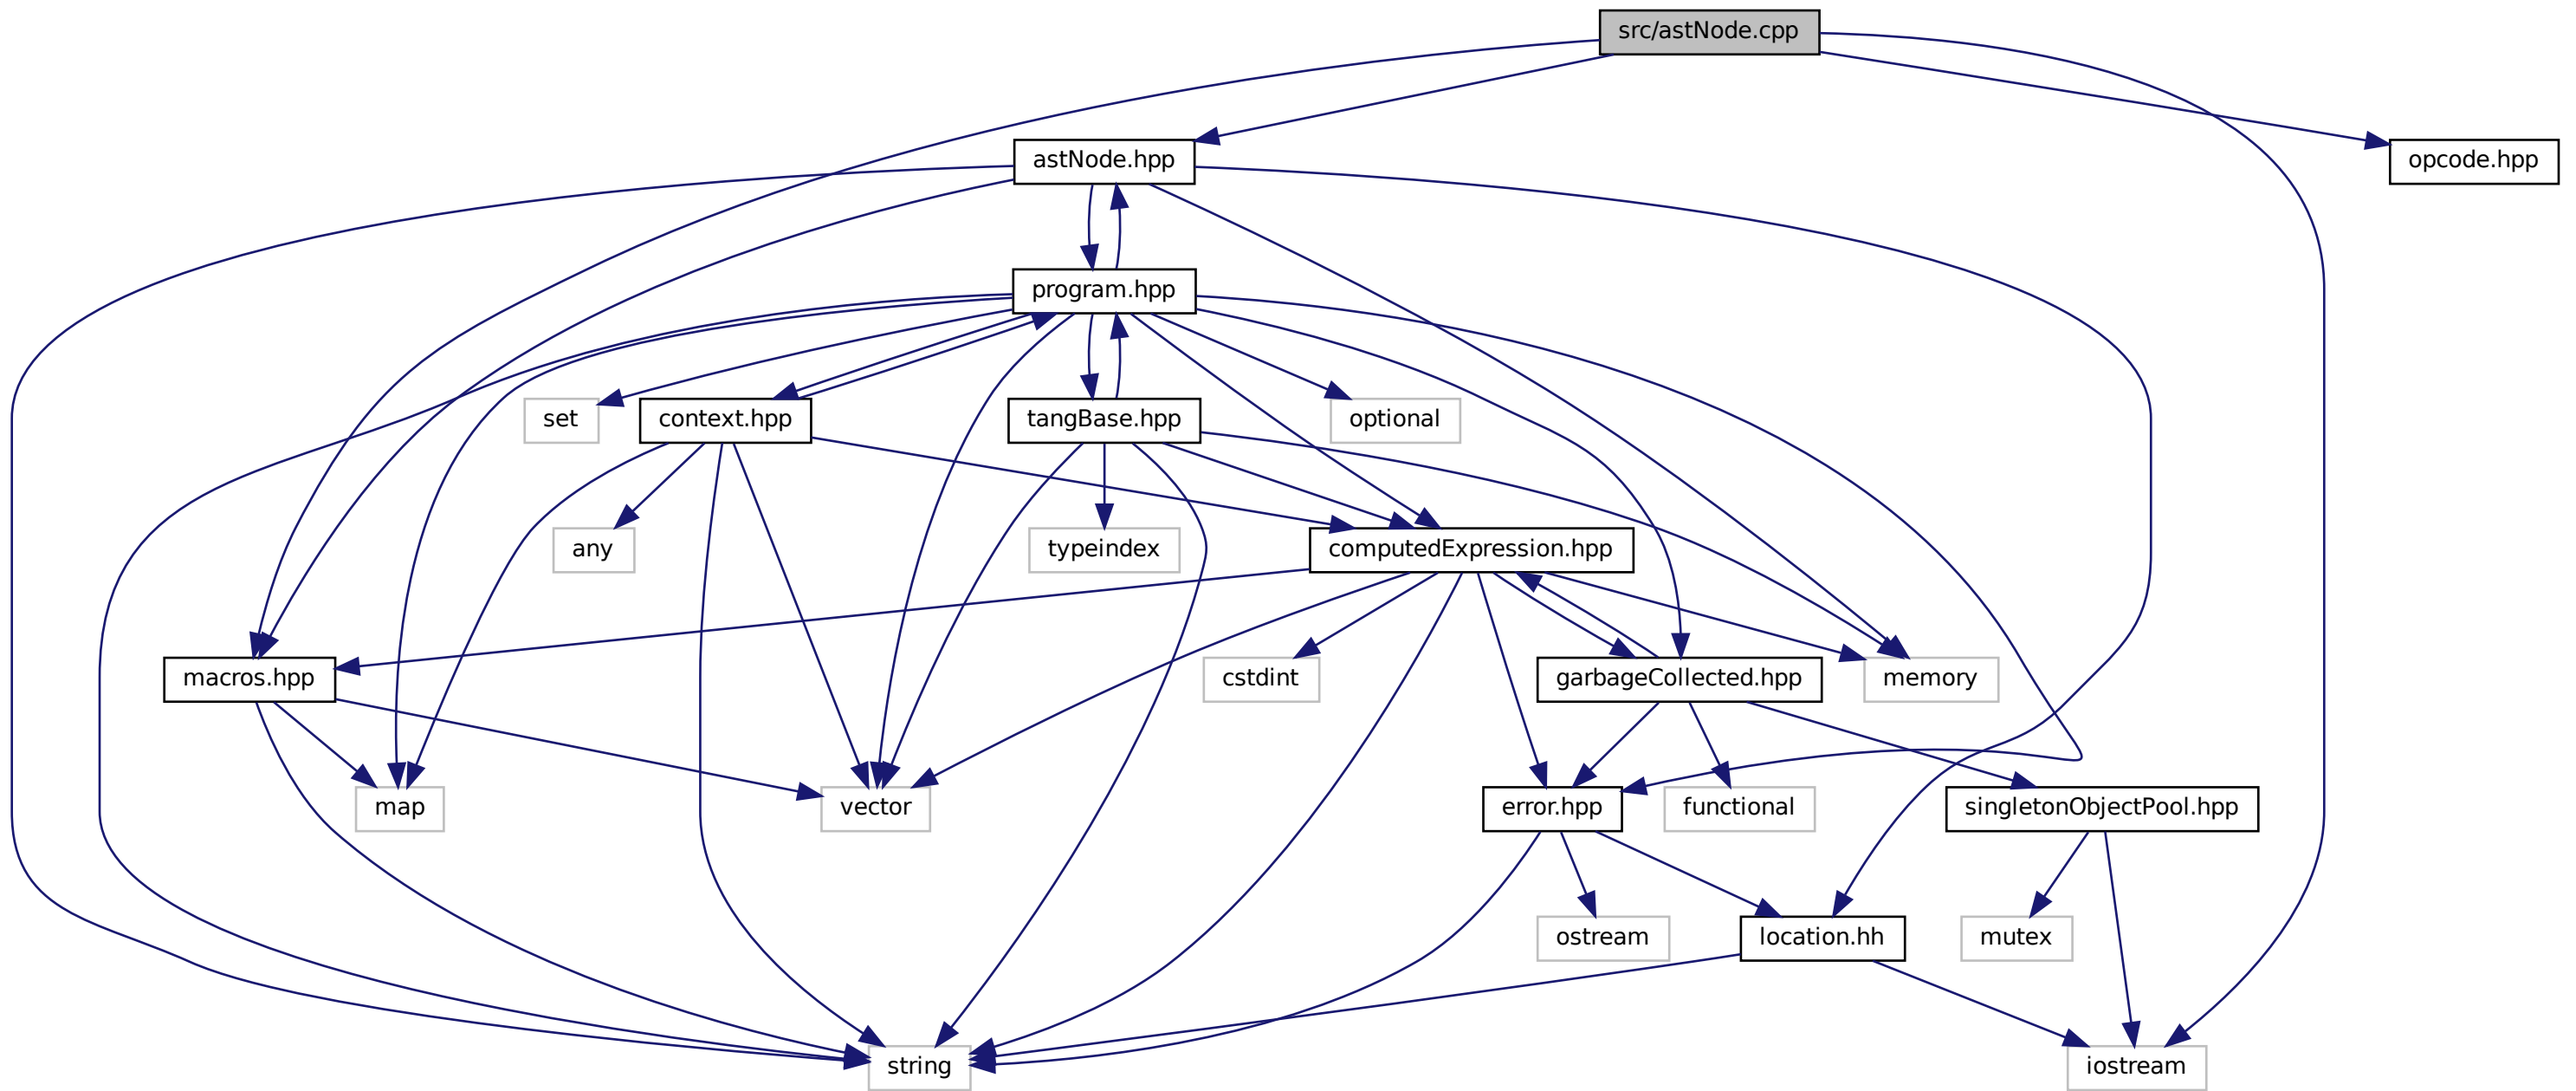 src/astNode.cpp
astNode.hpp
opcode.hpp
program.hpp
set
context.hpp
tangBase.hpp
optional
any
typeindex
computedExpression.hpp
macros.hpp
cstdint
garbageCollected.hpp
memory
map
vector
error.hpp
functional
singletonObjectPool.hpp
ostream
location.hh
mutex
string
iostream